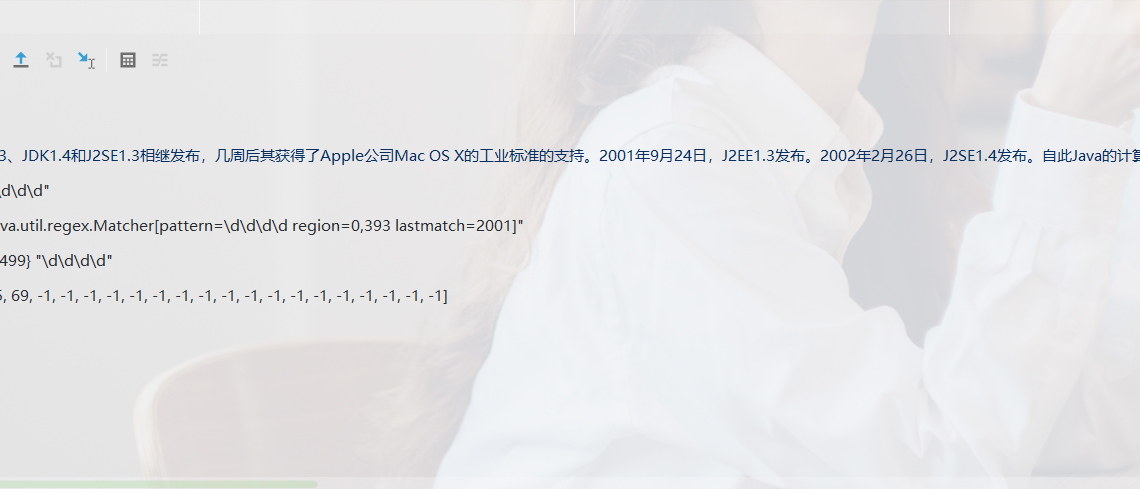 3、JDK1.4和J2SE1.3相继发布，几周后其获得了Apple公司Mac OS X的工业标准的支持。2001年9月24日，J2EE1.3发布。2002年2月26日，J2SE1.4发布。自此Java的计算
\d\d\d"
va.util.regex.Matcher[pattern=\d\d\d\d region=0,393 lastmatch=2001]"
499} "\d\d\d\d"
5, 69, -1, -1, -1, -1, -1, -1, -1, -1, -1, -1, -1, -1, -1, -1, -1, -1, -1, -1]